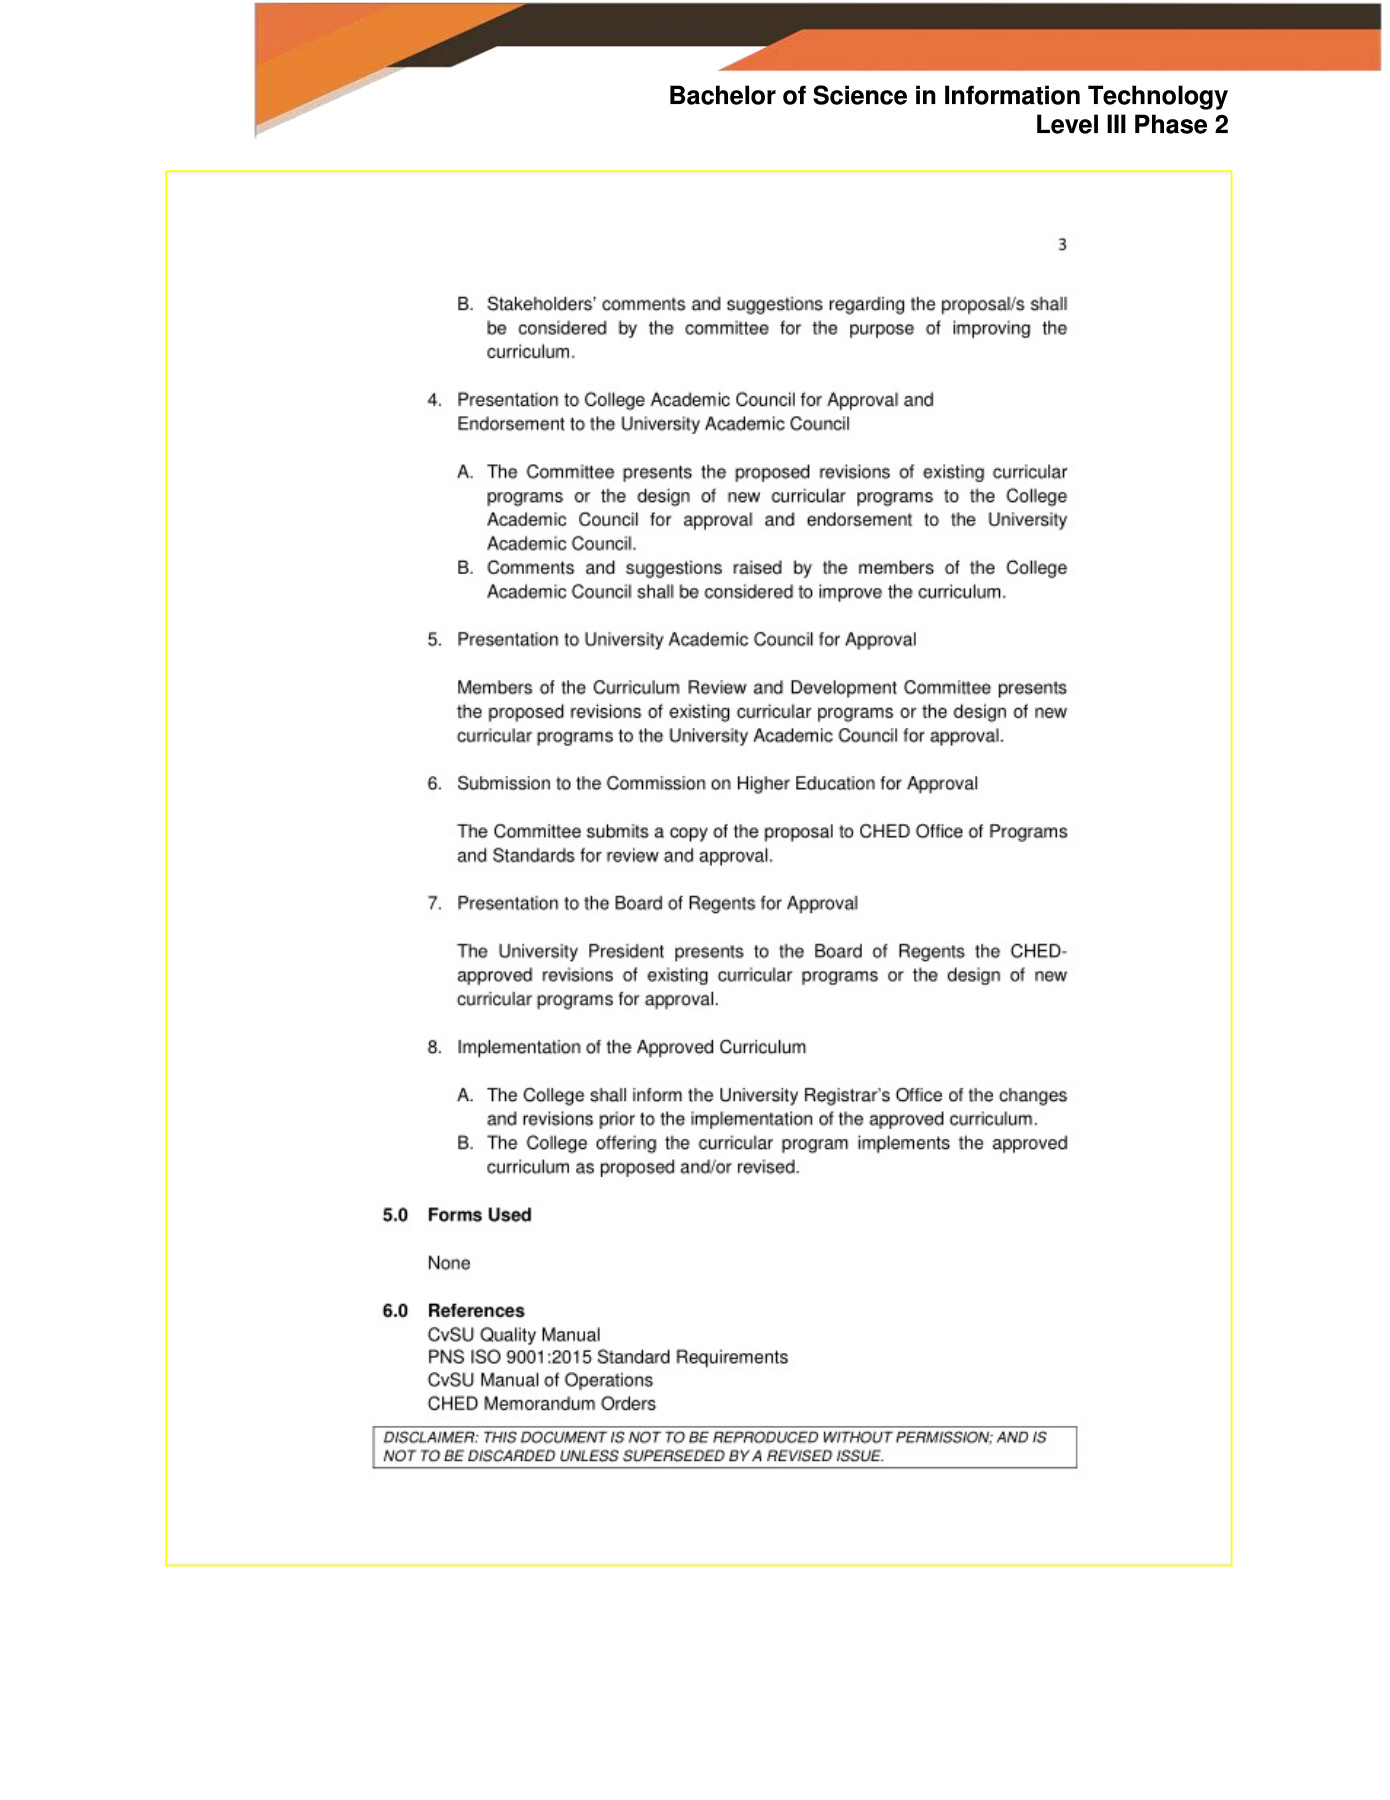 Bachelor of Science in Information Technology
Level III Phase 2
3
B. Stakeholders' comments and suggestions regarding the proposal/s shall
be considered by the committee for the purpose of improving the
curriculum.
4. Presentation to College Academic Council for Approval and
Endorsement to the University Academic Council
A. The Committee presents the proposed revisions of existing curricular
programs or the design of new curricular programs to the College
Academic Council for approval and endorsement to the University
Academic Council.
B. Comments and suggestions raised by the members of the College
Academic Council shall be considered to improve the curriculum.
5. Presentation to University Academic Council for Approval
Members of the Curriculum Review and Development Committee presents
the proposed revisions of existing curricular programs or the design of new
curricular programs to the University Academic Council for approval.
6. Submission to the Commission on Higher Education for Approval
The Committee submits a copy of the proposal to CHED Office of Programs
and Standards for review and approval.
7. Presentation to the Board of Regents for Approval
The University President presents to the Board of Regents the CHED-
approved revisions of existing curricular programs or the design of new
curricular programs for approval.
8. Implementation of the Approved Curriculum
A. The College shall inform the University Registrar's Office of the changes
and revisions prior to the implementation of the approved curriculum.
B. The College offering the curricular program implements the approved
curriculum as proposed and/or revised.
5.0 Forms Used
None
6.0 References
CvSU Quality Manual
PNS ISO 9001:2015 Standard Requirements
CvSU Manual of Operations
CHED Memorandum Orders
DISCLAIMER: THIS DOCUMENT IS NOT TO BE REPRODUCED WITHOUT PERMISSION; AND IS
NOT TO BE DISCARDED UNLESS SUPERSEDED BY A REVISED ISSUE.